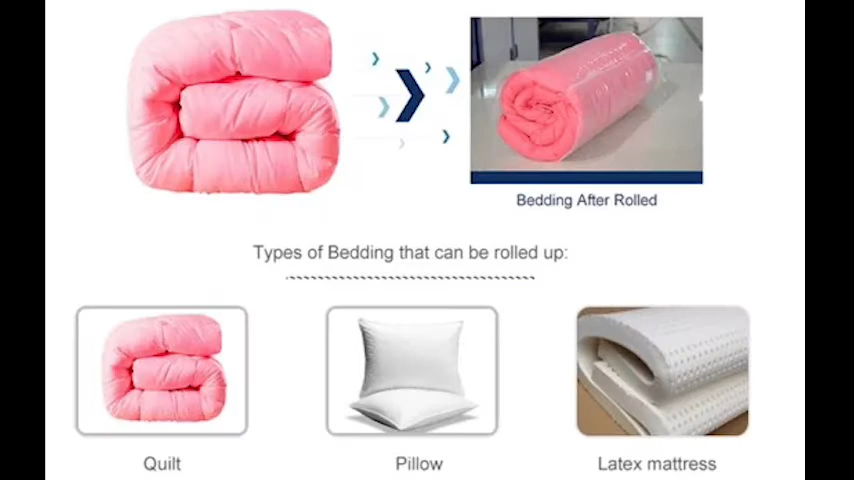 Bedding After Rolled
Types of Bedding that can be rolled up:
Quilt
Pillow
Latex mattress